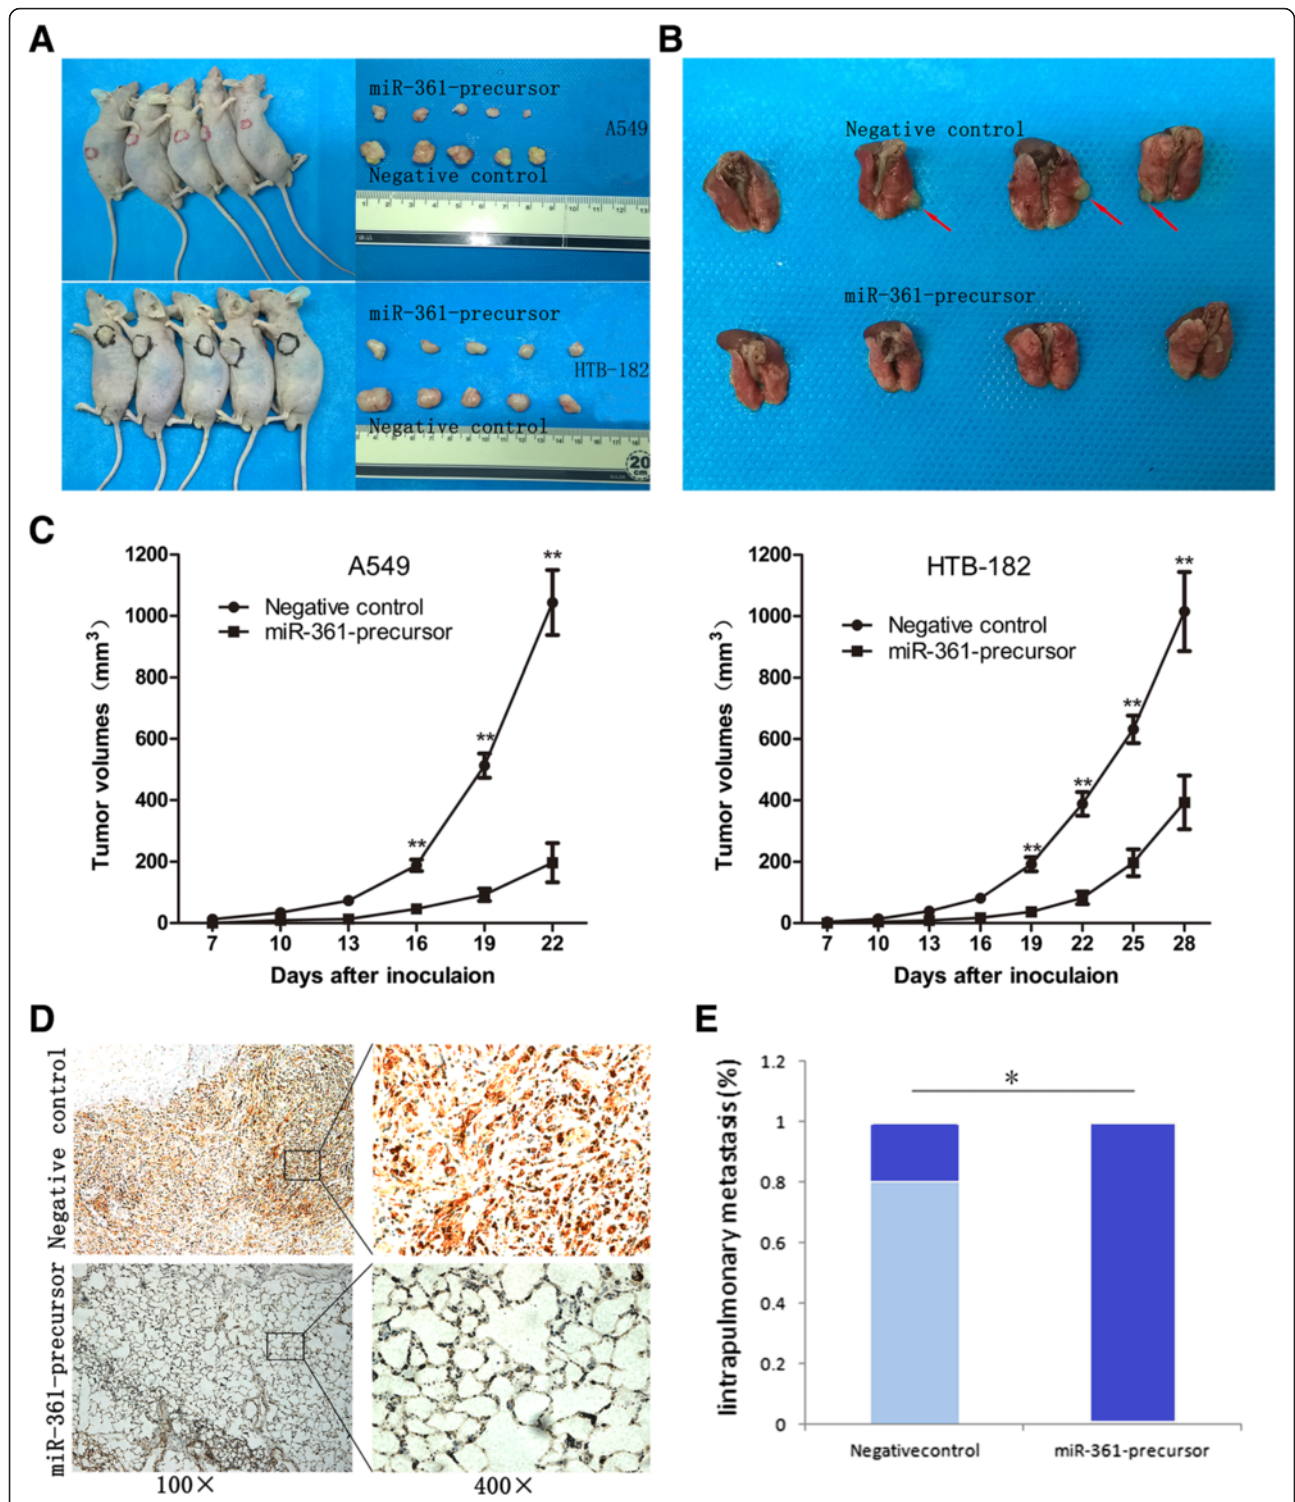 A
B
miR-361-precursor
A549
Negative control
miR-361-precursor
HTB-182
Negative control
20
cm
Negative control
miR-361-precursor
C
A549
Negative control
miR-361-precursor
Tumor volumes (mm³)
1200
1000
800
600
400
200
0
**
**
**
7 10 13 16 19 22
Days after inoculaion
HTB-182
Negative control
miR-361-precursor
Tumor volumes (mm³)
1200
1000
800
600
400
200
0
**
**
**
**
7 10 13 16 19 22 25 28
Days after inoculaion
D
Negative control
miR-361-precursor
100×
400×
E
lintrapulmonary metastasis(%)
1.2
1
0.8
0.6
0.4
0.2
0
*
Negativecontrol
miR-361-precursor